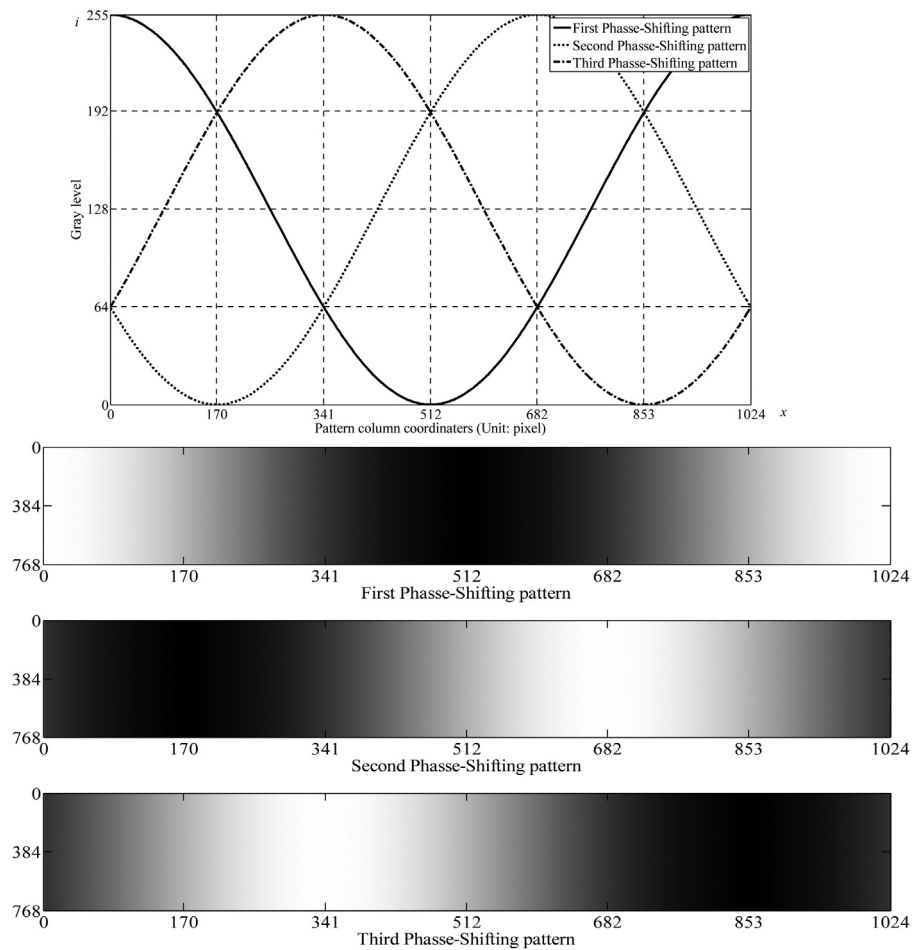 i
255
192
128
64
0
Gray level
First Phasse-Shifting pattern
Second Phasse-Shifting pattern
Third Phasse-Shifting pattern
0 170 341 512 682 853 1024 x
Pattern column coordinaters (Unit: pixel)
0
384
768
0 170 341 512 682 853 1024
First Phasse-Shifting pattern
0
384
768
0 170 341 512 682 853 1024
Second Phasse-Shifting pattern
0
384
768
0 170 341 512 682 853 1024
Third Phasse-Shifting pattern